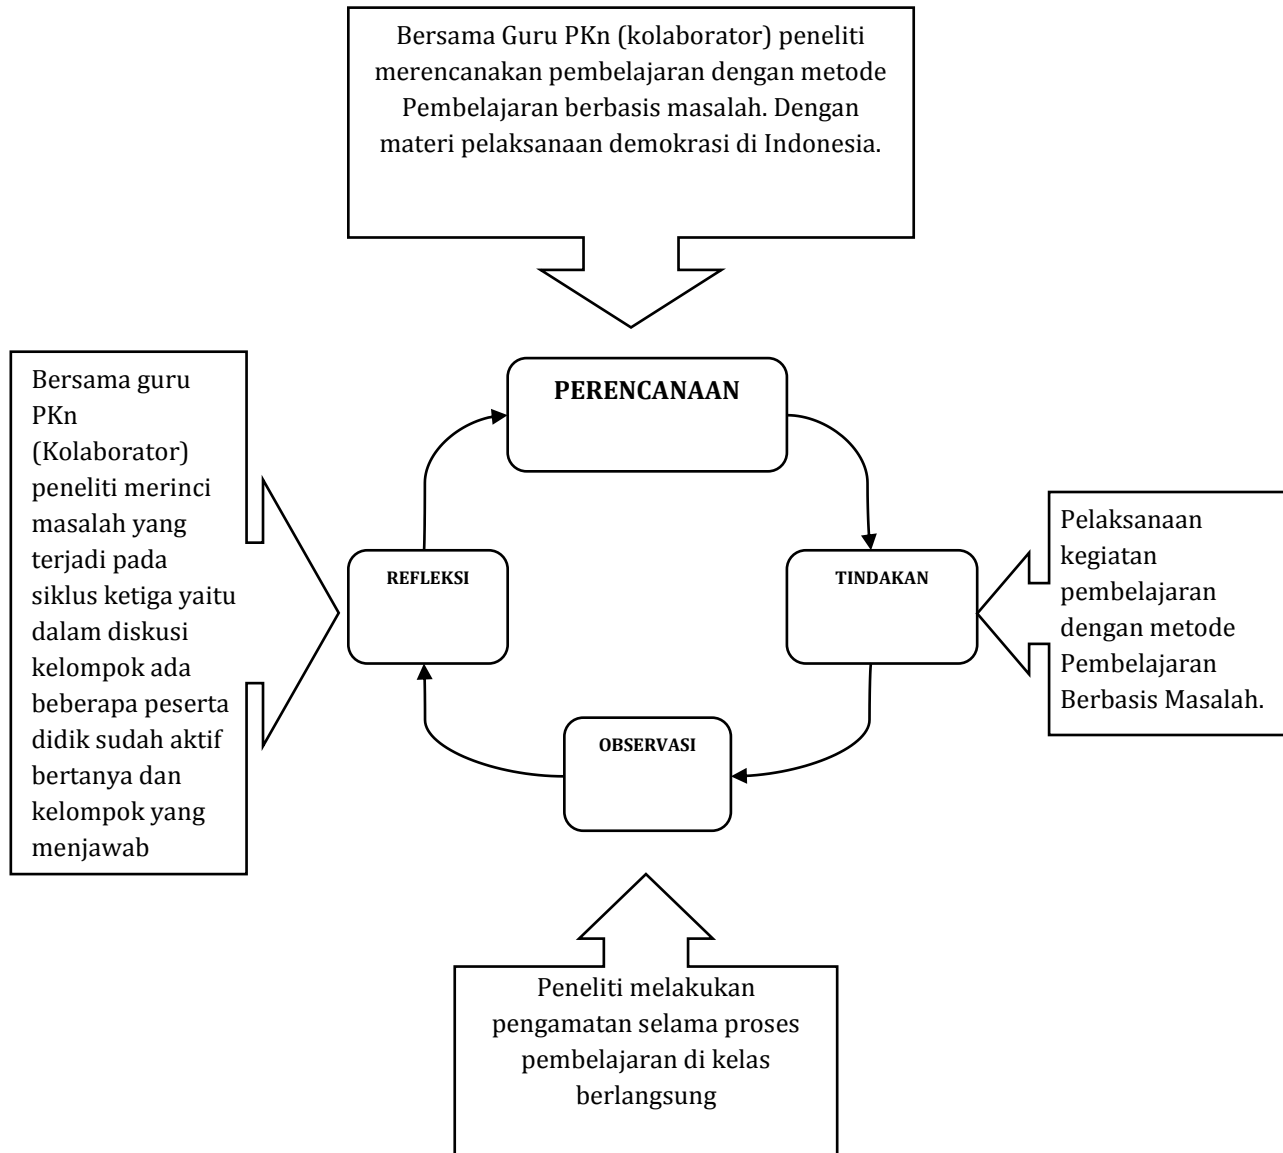 Bersama Guru PKn (kolaborator) peneliti
merencanakan pembelajaran dengan metode
Pembelajaran berbasis masalah. Dengan
materi pelaksanaan demokrasi di Indonesia.
PERENCANAAN
Bersama guru
PKn
(Kolaborator)
peneliti merinci
masalah yang
terjadi pada
siklus ketiga yaitu
dalam diskusi
kelompok ada
beberapa peserta
didik sudah aktif
bertanya dan
kelompok yang
menjawab
REFLEKSI
TINDAKAN
Pelaksanaan
kegiatan
pembelajaran
dengan metode
Pembelajaran
Berbasis Masalah.
OBSERVASI
Peneliti melakukan
pengamatan selama proses
pembelajaran di kelas
berlangsung